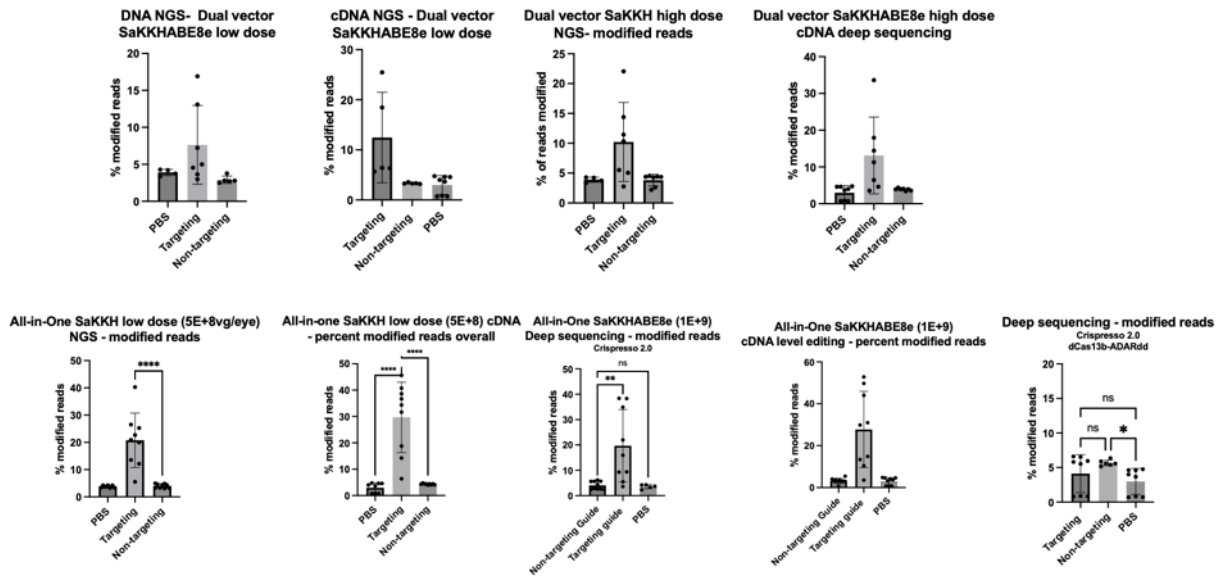 DNA NGS- Dual vector
SaKKHABE8e low dose
% modified reads
20
15
10
5
0
PBS
Targeting
Non-targeting
cDNA NGS - Dual vector
SaKKHABE8e low dose
% modified reads
30
20
10
0
Targeting
Non-targeting
PBS
Dual vector SaKKH high dose
NGS- modified reads
% of reads modified
25
20
15
10
5
0
PBS
Targeting
Non-targeting
Dual vector SaKKHABE8e high dose
cDNA deep sequencing
% modified reads
40
30
20
10
0
PBS
Targeting
Non-targeting
All-in-One SaKKH low dose (5E+8vg/eye)
NGS - modified reads
% modified reads
50
40
30
20
10
0
****
PBS
Targeting
Non-targeting
All-in-one SaKKH low dose (5E+8) cDNA
- percent modified reads overall
% modified reads
50
40
30
20
10
0
****
****
PBS
Targeting
Non-targeting
All-in-One SaKKHABE8e (1E+9)
Deep sequencing - modified reads
Crispresso 2.0
% modified reads
50
40
30
20
10
0
ns
**
Non-targeting Guide
Targeting guide
PBS
All-in-One SaKKHABE8e (1E+9)
cDNA level editing - percent modified reads
% modified reads
60
40
20
0
Non-targeting Guide
Targeting guide
PBS
Deep sequencing - modified reads
Crispresso 2.0
dCas13b-ADARdd
% modified reads
20
15
10
5
0
ns
ns
*
Targeting
Non-targeting
PBS